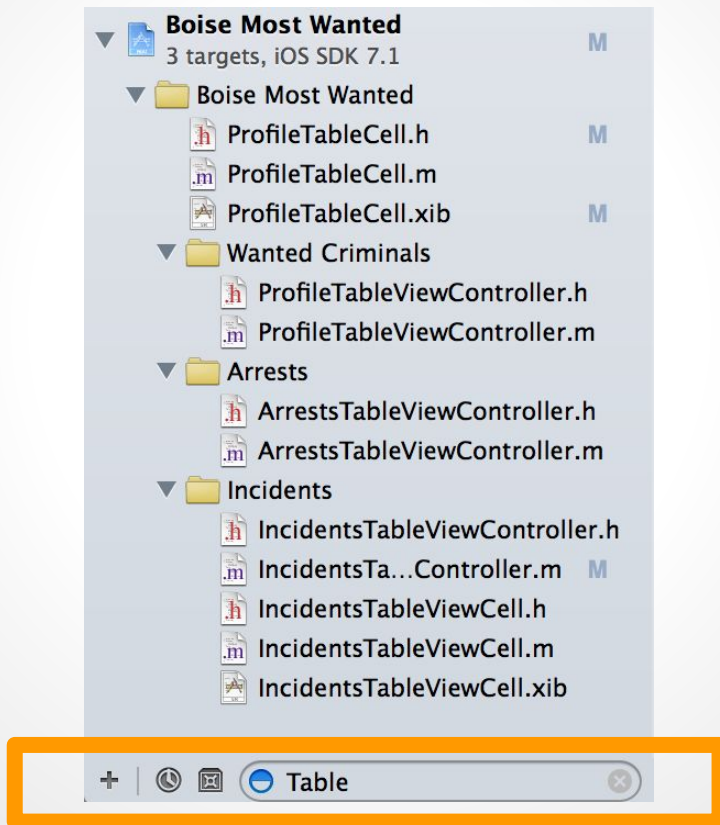 Boise Most Wanted
3 targets, iOS SDK 7.1
M
Boise Most Wanted
ProfileTableCell.h M
ProfileTableCell.m
ProfileTableCell.xib M
Wanted Criminals
ProfileTableViewController.h
ProfileTableViewController.m
Arrests
ArrestsTableViewController.h
ArrestsTableViewController.m
Incidents
IncidentsTableViewController.h
IncidentsTa...Controller.m M
IncidentsTableViewCell.h
IncidentsTableViewCell.m
IncidentsTableViewCell.xib
Table